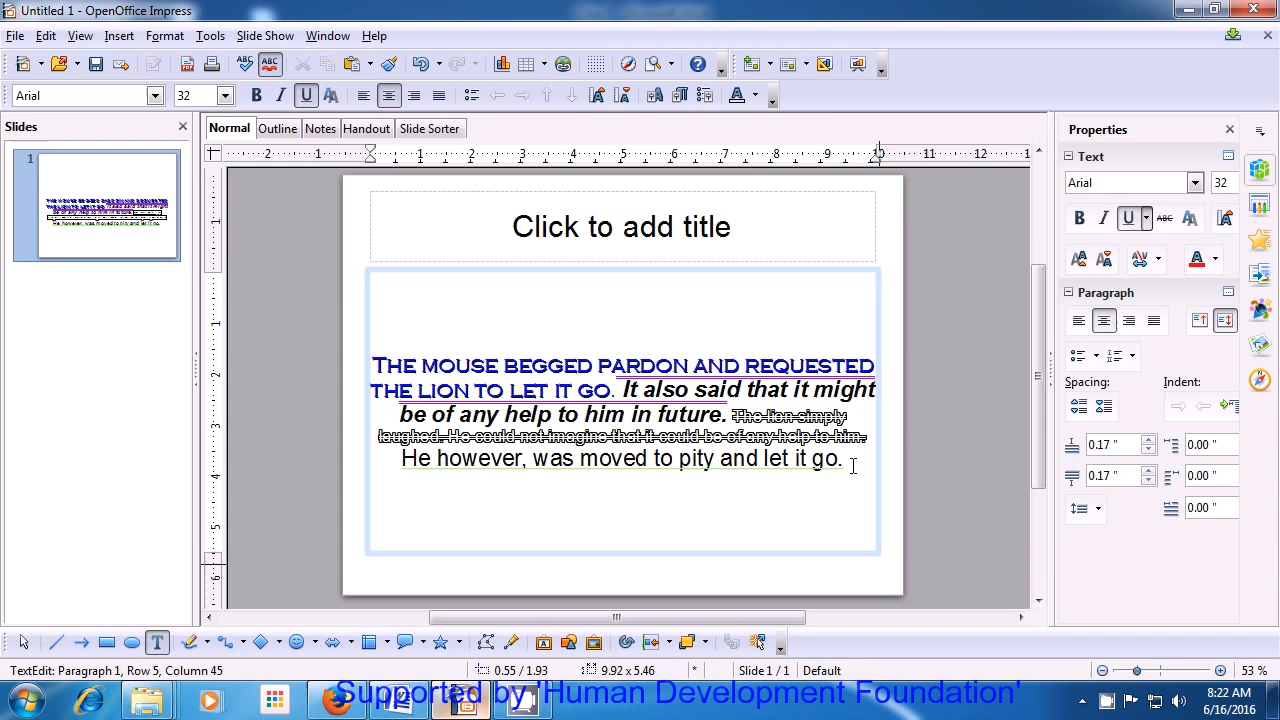 Untitled 1 - OpenOffice Impress
File Edit View Insert Format Tools Slide Show Window Help
Arial 32
Slides
Normal Outline Notes Handout Slide Sorter
Properties
Text
Arial 32
Click to add title
Paragraph
THE MOUSE BEGGED PARDON AND REQUESTED
THE LION TO LET IT GO. It also said that it might
be of any help to him in future. The lion simply
laughed. He could not imagine that it could be of any help to him.
He however, was moved to pity and let it go.
Spacing: Indent:
0.17 " 0.00 "
0.17 " 0.00 "
0.00 "
TextEdit: Paragraph 1, Row 5, Column 45 0.55 / 1.93 9.92 x 5.46 * Slide 1 / 1 Default 53 %
Supported by 'Human Development Foundation'
8:22 AM
6/16/2016